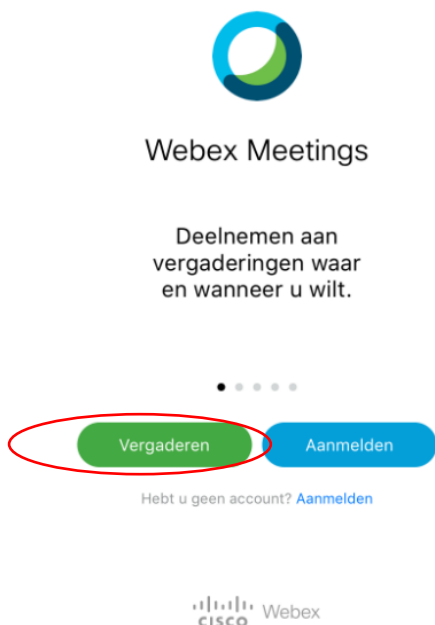 Webex Meetings
Deelnemen aan
vergaderingen waar
en wanneer u wilt.
Vergaderen
Aanmelden
Hebt u geen account? Aanmelden
cisco Webex